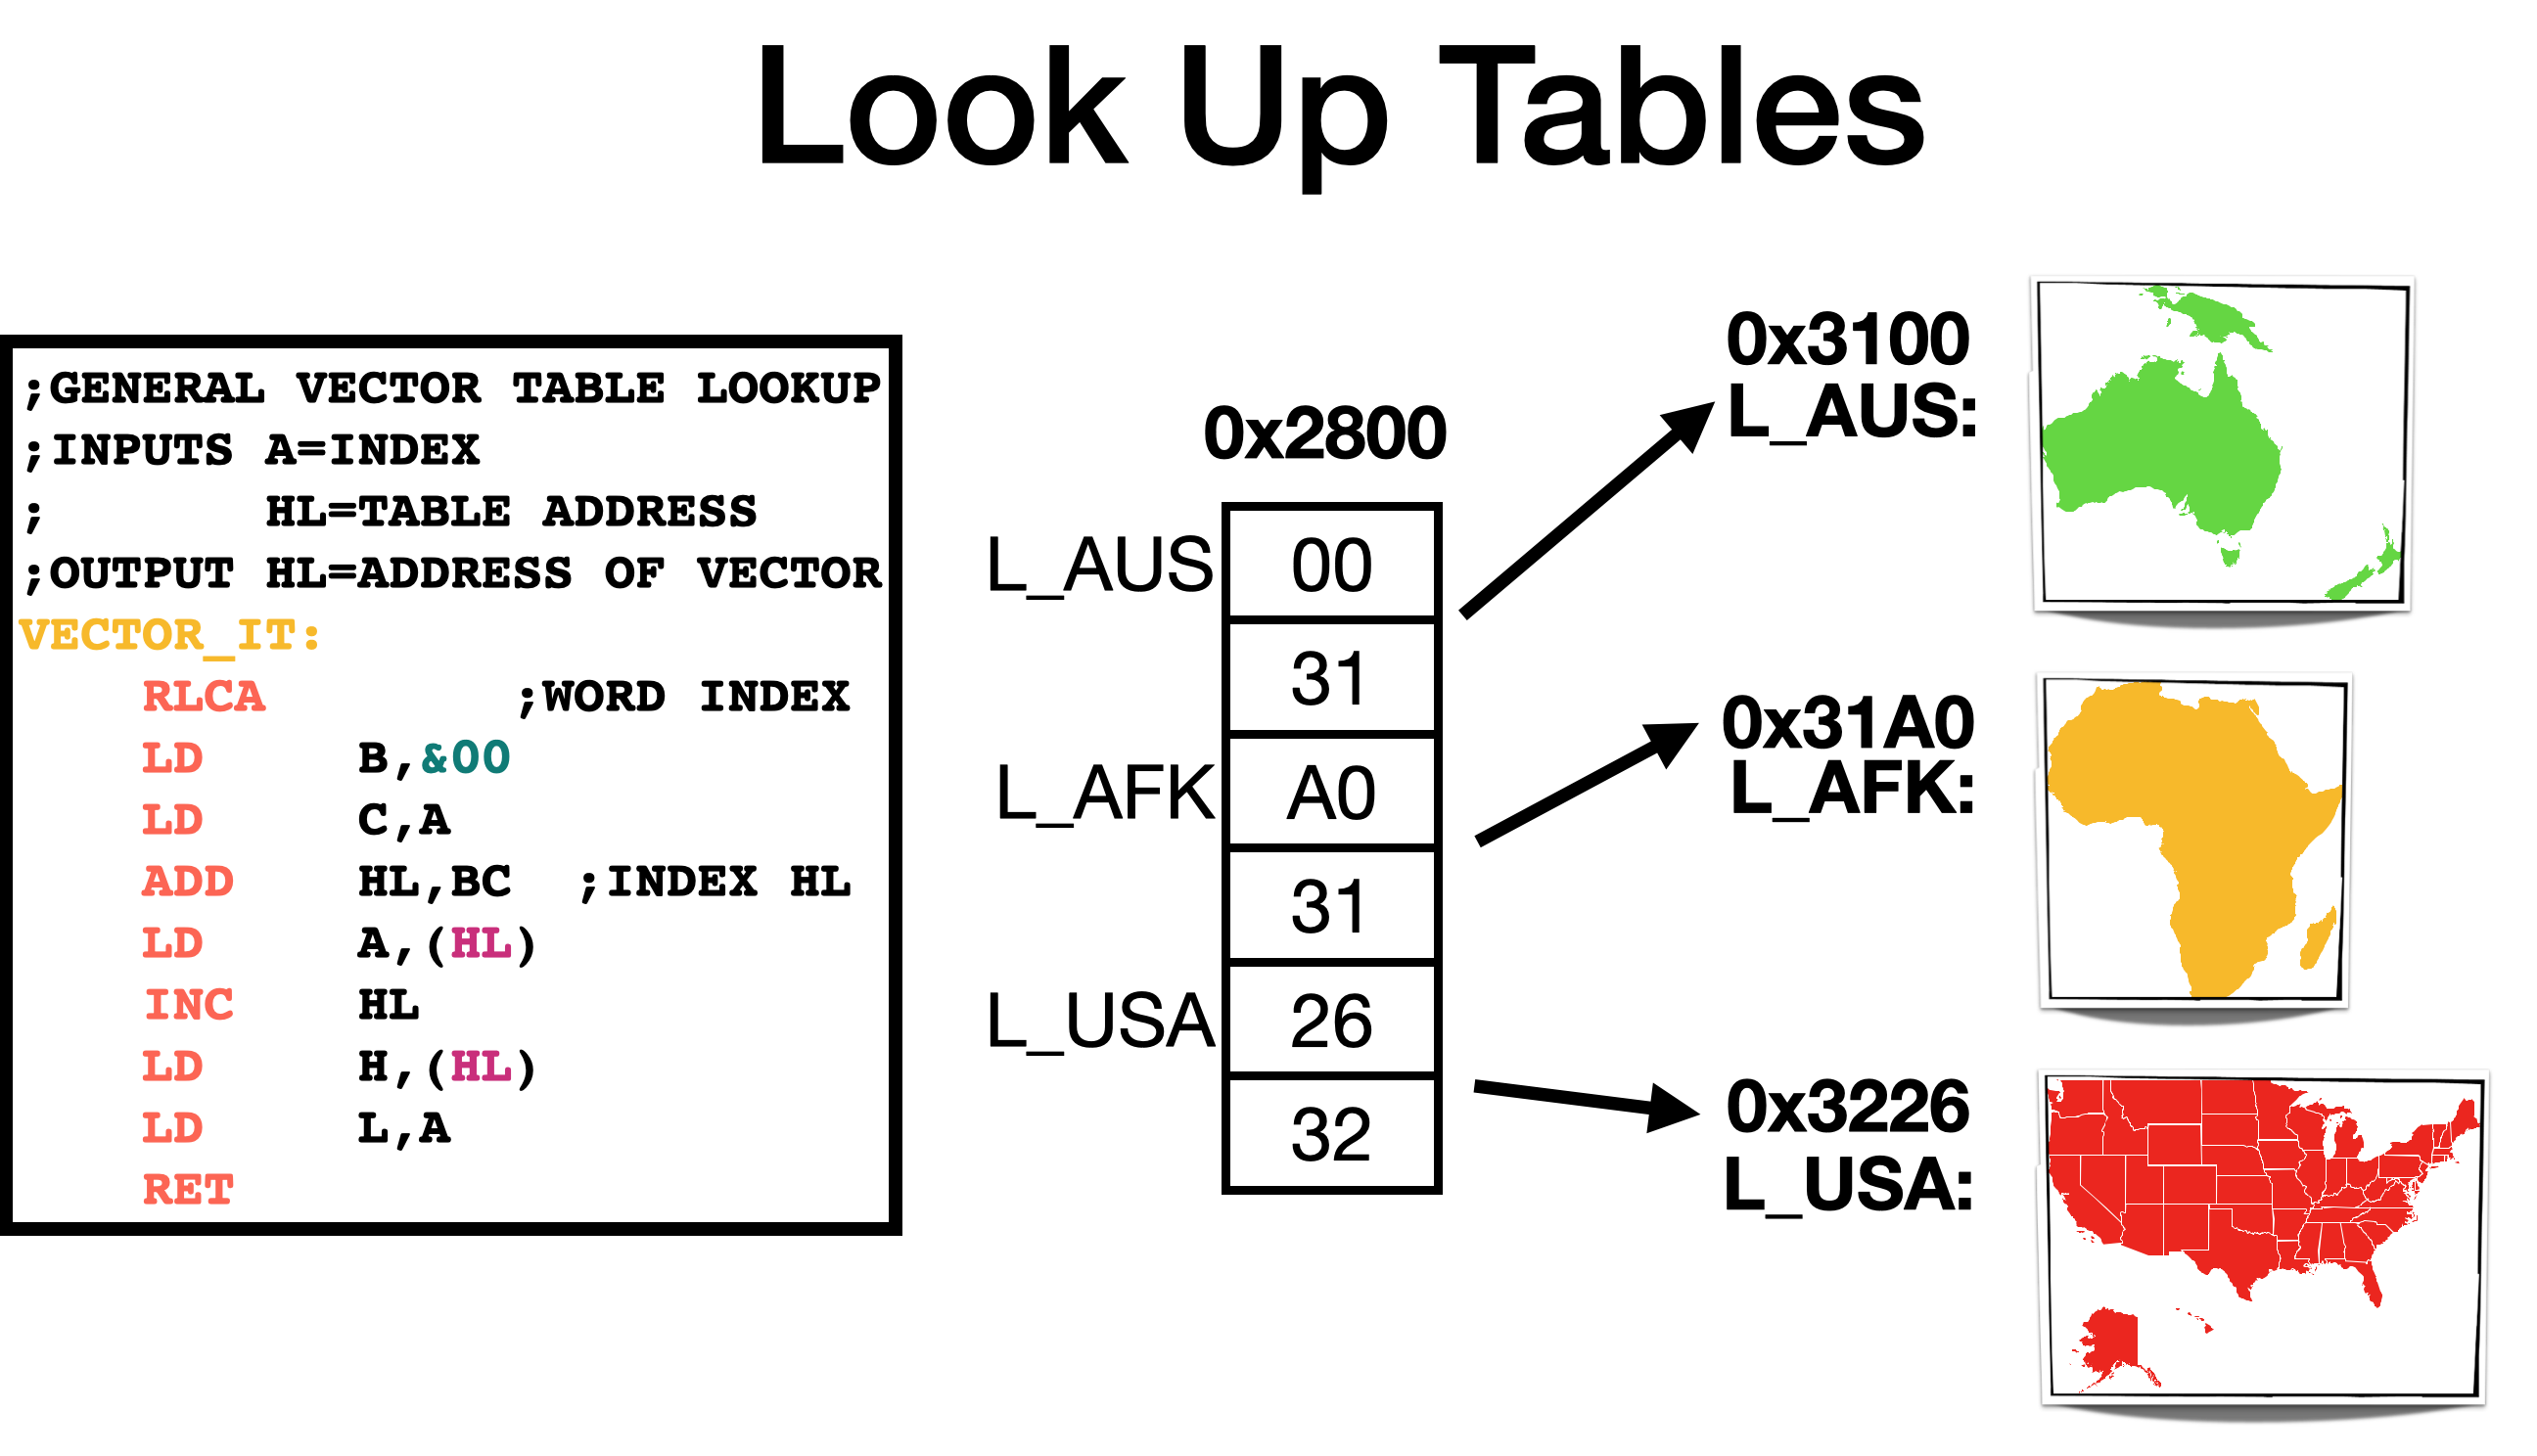 Look Up Tables
;GENERAL VECTOR TABLE LOOKUP
;INPUTS A=INDEX
;       HL=TABLE ADDRESS
;OUTPUT HL=ADDRESS OF VECTOR
VECTOR_IT:
    RLCA        ;WORD INDEX
    LD     B,&00
    LD     C,A
    ADD    HL,BC  ;INDEX HL
    LD     A,(HL)
    INC    HL
    LD     H,(HL)
    LD     L,A
    RET
0x2800
L_AUS 00
31
L_AFK A0
31
L_USA 26
32
0x3100
L_AUS:
0x31A0
L_AFK:
0x3226
L_USA: